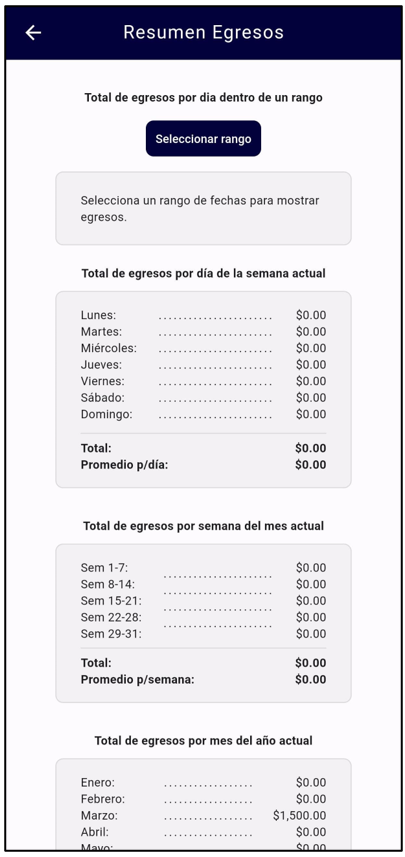 Resumen Egresos
Total de egresos por dia dentro de un rango
Seleccionar rango
Selecciona un rango de fechas para mostrar
egresos.
Total de egresos por día de la semana actual
Lunes: ....................... $0.00
Martes: ....................... $0.00
Miércoles: ....................... $0.00
Jueves: ....................... $0.00
Viernes: ....................... $0.00
Sábado: ....................... $0.00
Domingo: ....................... $0.00
Total: $0.00
Promedio p/día: $0.00
Total de egresos por semana del mes actual
Sem 1-7: ...................... $0.00
Sem 8-14: ...................... $0.00
Sem 15-21: ...................... $0.00
Sem 22-28: ...................... $0.00
Sem 29-31: $0.00
Total: $0.00
Promedio p/semana: $0.00
Total de egresos por mes del año actual
Enero: .................. $0.00
Febrero: .................. $0.00
Marzo: .................. $1,500.00
Abril: .................. $0.00
Mayo: $0.00